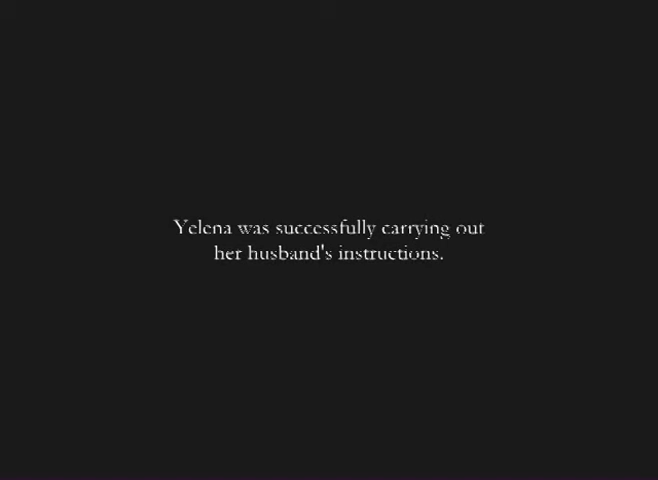 Yelena was successfully carrying out
her husband's instructions.